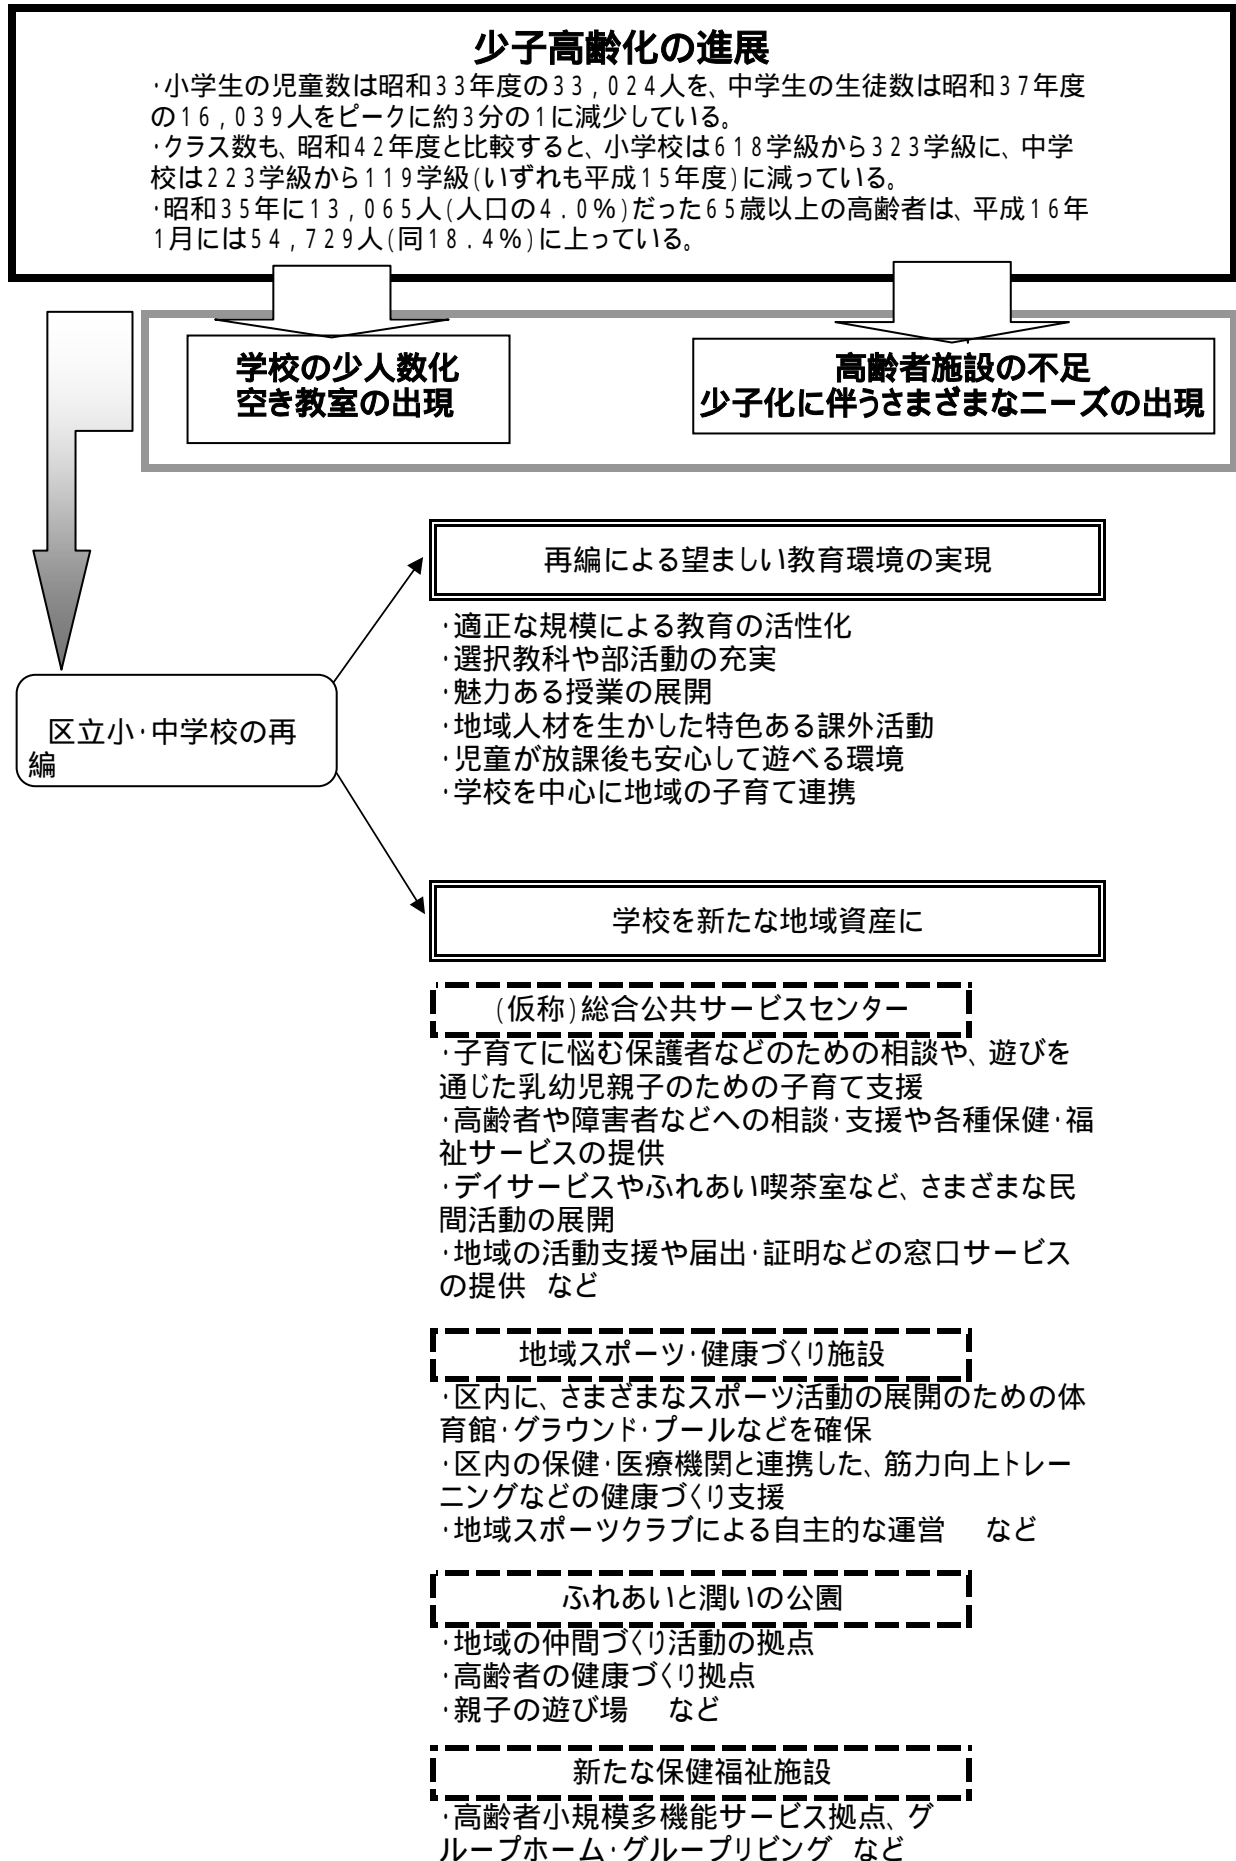 少子高齢化の進展
・小学生の児童数は昭和33年度の33,024人を、中学生の生徒数は昭和37年度
の16,039人をピークに約3分の1に減少している。
・クラス数も、昭和42年度と比較すると、小学校は618学級から323学級に、中学
校は223学級から119学級(いずれも平成15年度)に減っている。
・昭和35年に13,065人(人口の4.0%)だった65歳以上の高齢者は、平成16年
1月には54,729人(同18.4%)に上っている。
学校の少人数化
空き教室の出現
高齢者施設の不足
少子化に伴うさまざまなニーズの出現
区立小・中学校の再
編
再編による望ましい教育環境の実現
・適正な規模による教育の活性化
・選択教科や部活動の充実
・魅力ある授業の展開
・地域人材を生かした特色ある課外活動
・児童が放課後も安心して遊べる環境
・学校を中心に地域の子育て連携
学校を新たな地域資産に
(仮称)総合公共サービスセンター
・子育てに悩む保護者などのための相談や、遊びを
通じた乳幼児親子のための子育て支援
・高齢者や障害者などへの相談・支援や各種保健・福
祉サービスの提供
・デイサービスやふれあい喫茶室など、さまざまな民
間活動の展開
・地域の活動支援や届出・証明などの窓口サービス
の提供 など
地域スポーツ・健康づくり施設
・区内に、さまざまなスポーツ活動の展開のための体
育館・グラウンド・プールなどを確保
・区内の保健・医療機関と連携した、筋力向上トレー
ニングなどの健康づくり支援
・地域スポーツクラブによる自主的な運営 など
ふれあいと潤いの公園
・地域の仲間づくり活動の拠点
・高齢者の健康づくり拠点
・親子の遊び場 など
新たな保健福祉施設
・高齢者小規模多機能サービス拠点、グ
ループホーム・グループリビング など